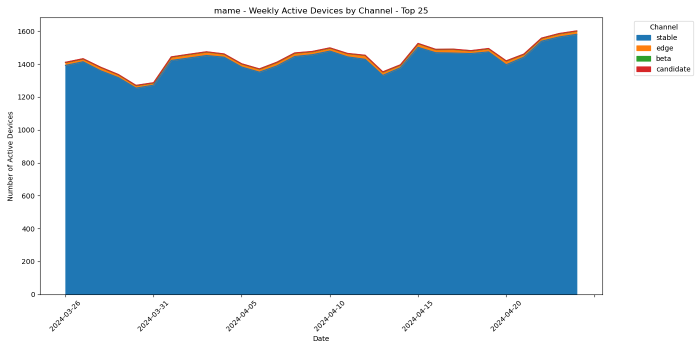 mame - Weekly Active Devices by Channel - Top 25
Number of Active Devices
1600
1400
1200
1000
800
600
400
200
0
2024-03-26
2024-03-31
2024-04-05
2024-04-10
2024-04-15
2024-04-20
Date
Channel
stable
edge
beta
candidate